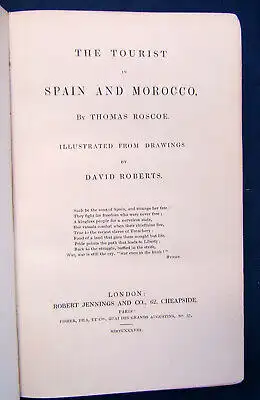 THE TOURIST
IN
SPAIN AND MOROCCO.
BY THOMAS ROSCOE.
ILLUSTRATED FROM DRAWINGS
BY
DAVID ROBERTS.
Such be the sons of Spain, and strange her fate:
They fight for freedom who were never free;
A kingless people for a nerveless state,
Her vassals combat when their chieftains flee,
True to the veriest slaves of Treachery:
Fond of a land that gave them nought but life,
Pride points the path that leads to Liberty;
Back to the struggle, baffled in the strife,
War, war is still the cry, "War even to the knife!"
BYRON.
LONDON:
ROBERT JENNINGS AND CO., 62, CHEAPSIDE.
PARIS:
FISHER, FILS, ET CO., QUAI DES GRANDS AUGUSTINS, NO. 37.
MDCCCXXXVIII.